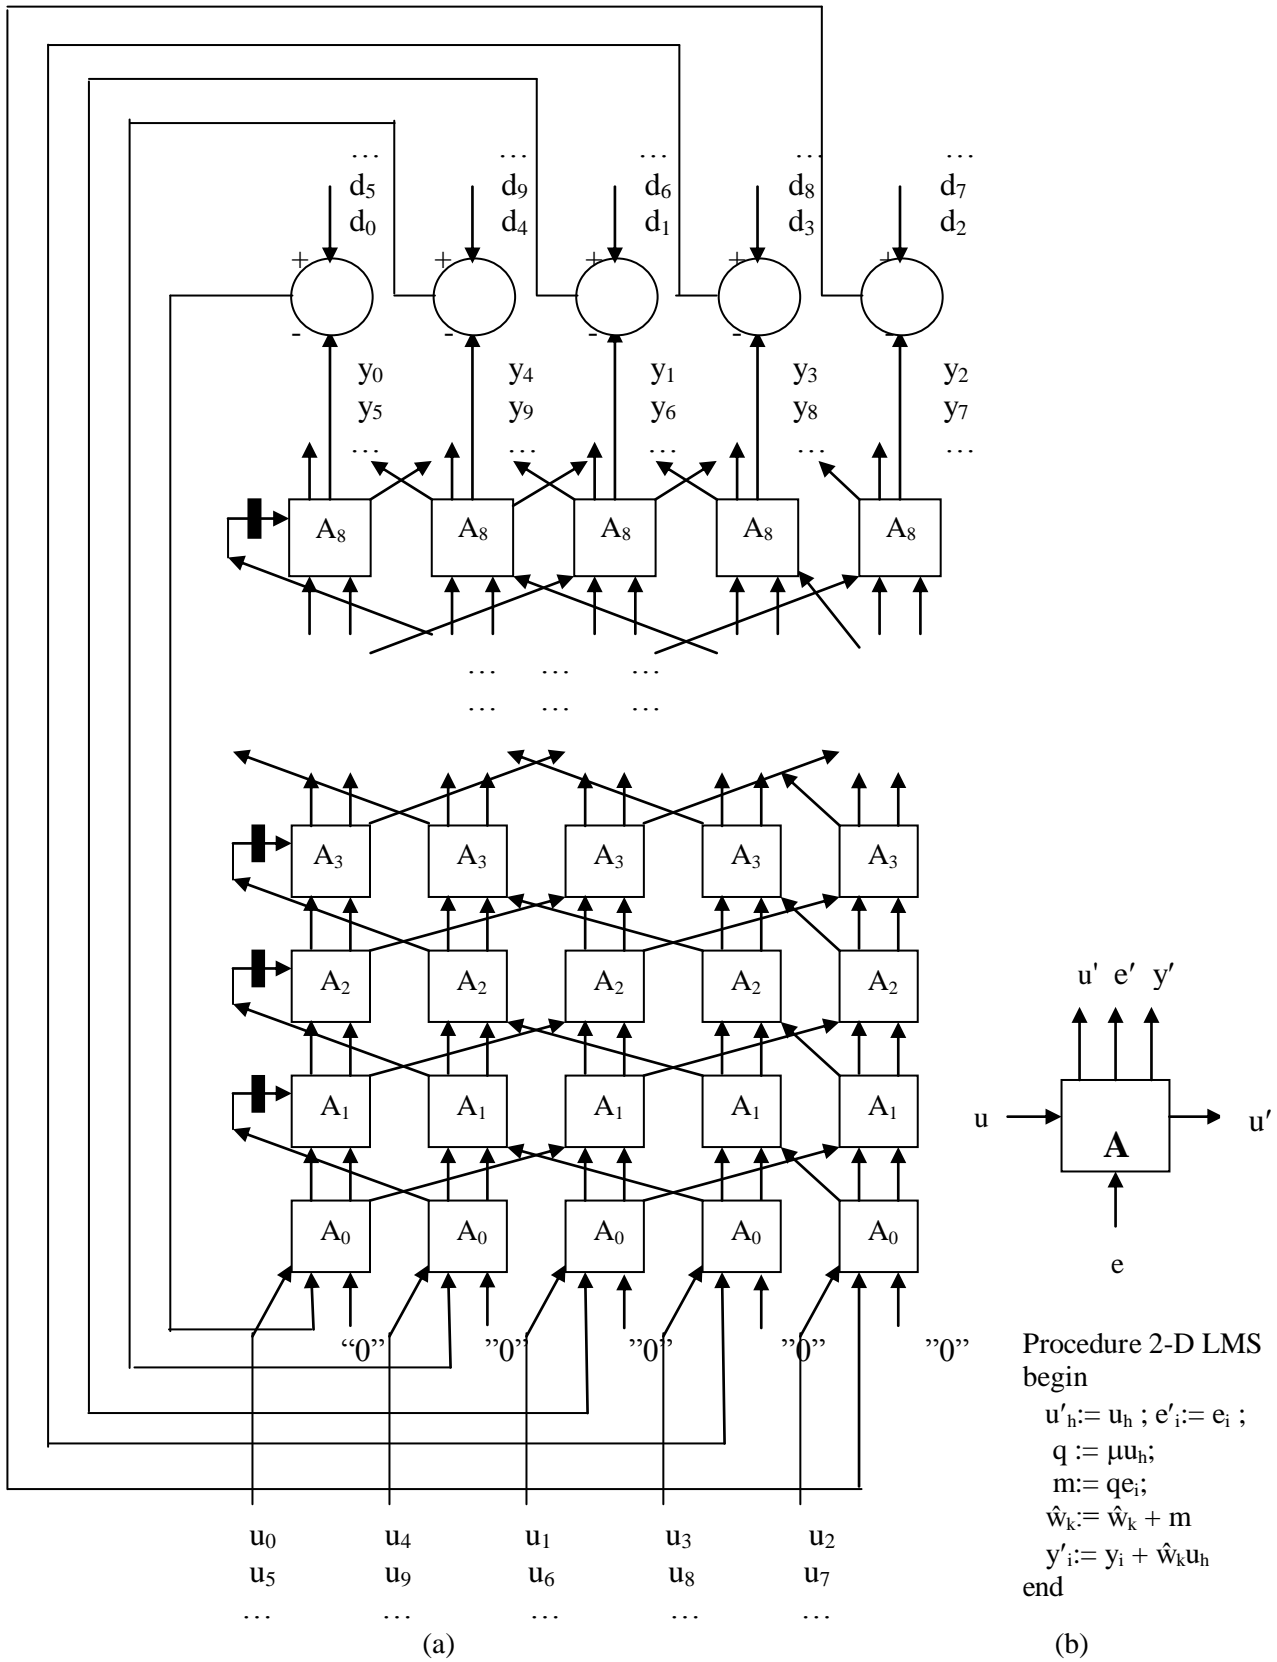 … … … … …
d₅ d₉ d₆ d₈ d₇
d₀ d₄ d₁ d₃ d₂
+ + + + +
- - - - -
y₀ y₄ y₁ y₃ y₂
y₅ y₉ y₆ y₈ y₇
… … … … …
A₈ A₈ A₈ A₈ A₈
… … …
… … …
A₃ A₃ A₃ A₃ A₃
A₂ A₂ A₂ A₂ A₂
u' e′ y′
A₁ A₁ A₁ A₁ A₁
u A u′
A₀ A₀ A₀ A₀ A₀
e
“0” ”0” ”0” ”0” ”0”
Procedure 2-D LMS
begin
u′ₕ:= uₕ ; e′ᵢ:= eᵢ ;
q := μuₕ;
m:= qeᵢ;
ŵₖ:= ŵₖ + m
y′ᵢ:= yᵢ + ŵₖuₕ
end
u₀ u₄ u₁ u₃ u₂
u₅ u₉ u₆ u₈ u₇
… … … … …
(a) (b)